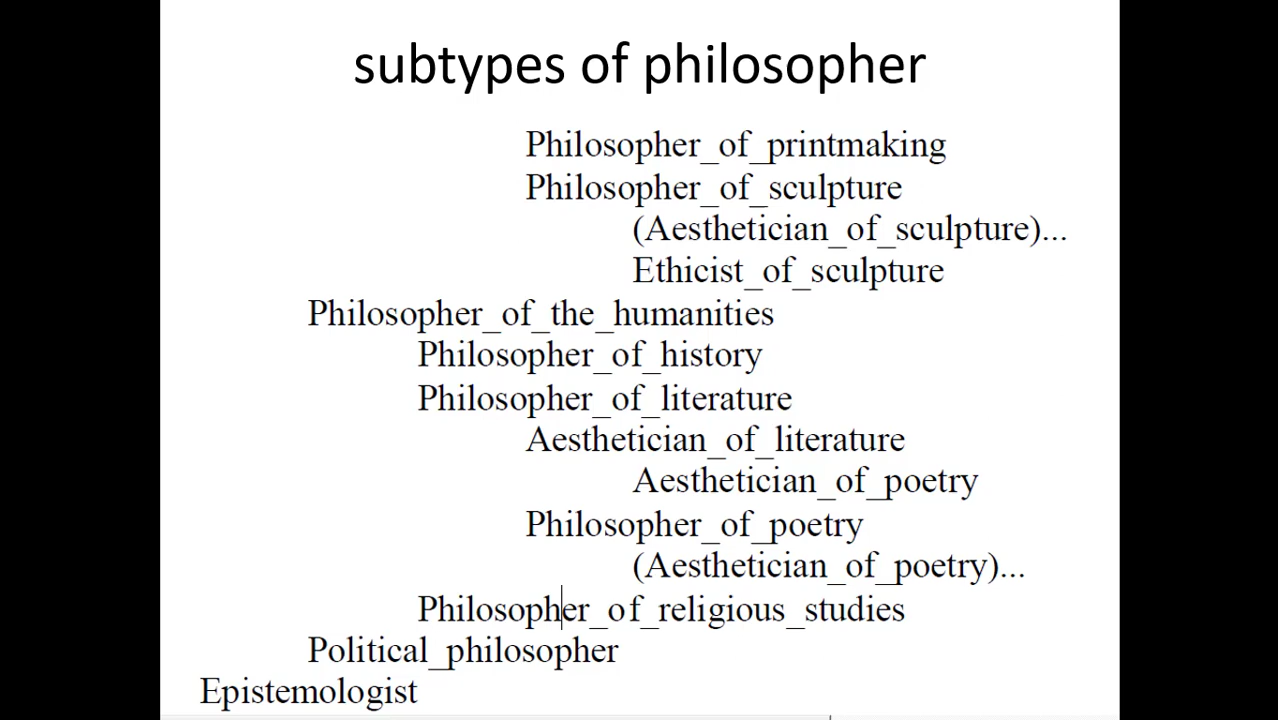 subtypes of philosopher
Philosopher_of_printmaking
Philosopher_of_sculpture
(Aesthetician_of_sculpture)...
Ethicist_of_sculpture
Philosopher_of_the_humanities
Philosopher_of_history
Philosopher_of_literature
Aesthetician_of_literature
Aesthetician_of_poetry
Philosopher_of_poetry
(Aesthetician_of_poetry)...
Philosopher_of_religious_studies
Political_philosopher
Epistemologist